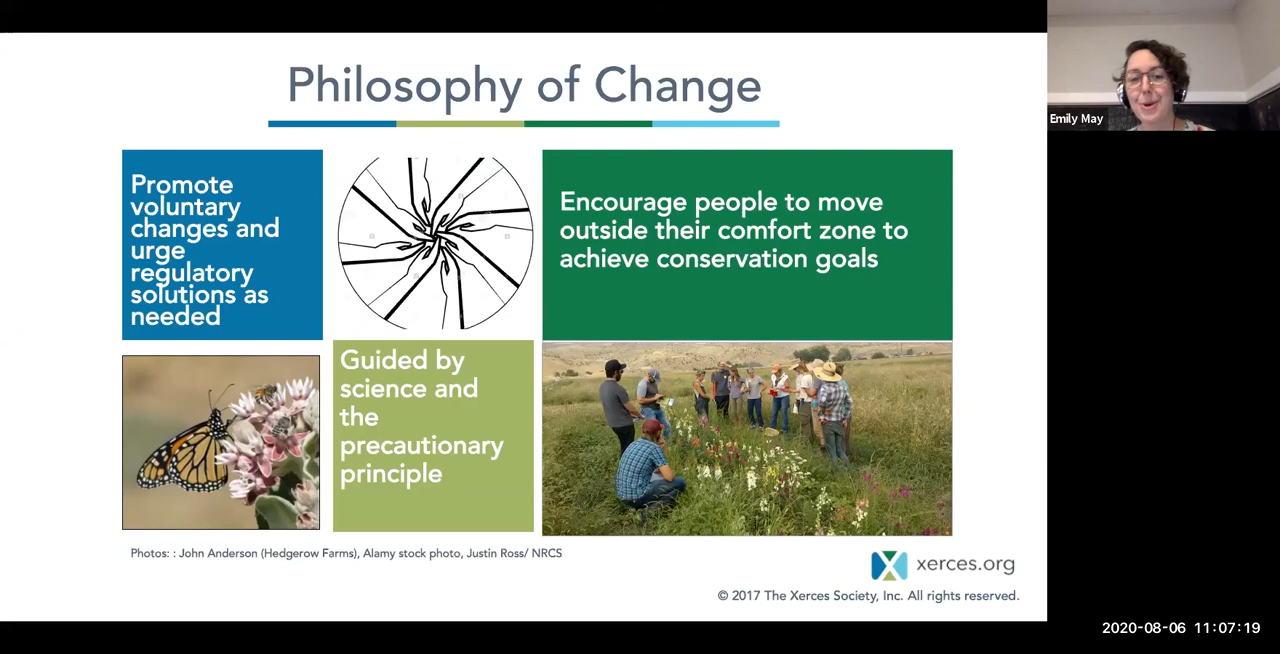 Philosophy of Change
Emily May
Promote
voluntary
changes and
urge
regulatory
solutions as
needed
Encourage people to move
outside their comfort zone to
achieve conservation goals
Guided by
science and
the
precautionary
principle
Photos: : John Anderson (Hedgerow Farms), Alamy stock photo, Justin Ross/ NRCS
xerces.org
© 2017 The Xerces Society, Inc. All rights reserved.
2020-08-06 11:07:19